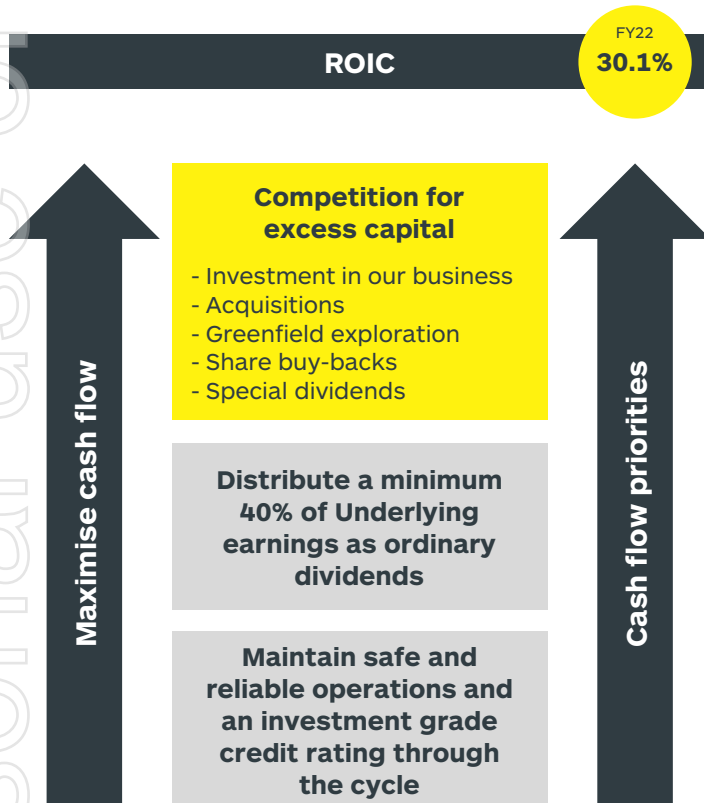 FY22
ROIC
30.1%
Competition for
excess capital
- Investment in our business
- Acquisitions
- Greenfield exploration
- Share buy-backs
- Special dividends
Maximise cash flow
Cash flow priorities
Distribute a minimum
40% of Underlying
earnings as ordinary
dividends
Maintain safe and
reliable operations and
an investment grade
credit rating through
the cycle